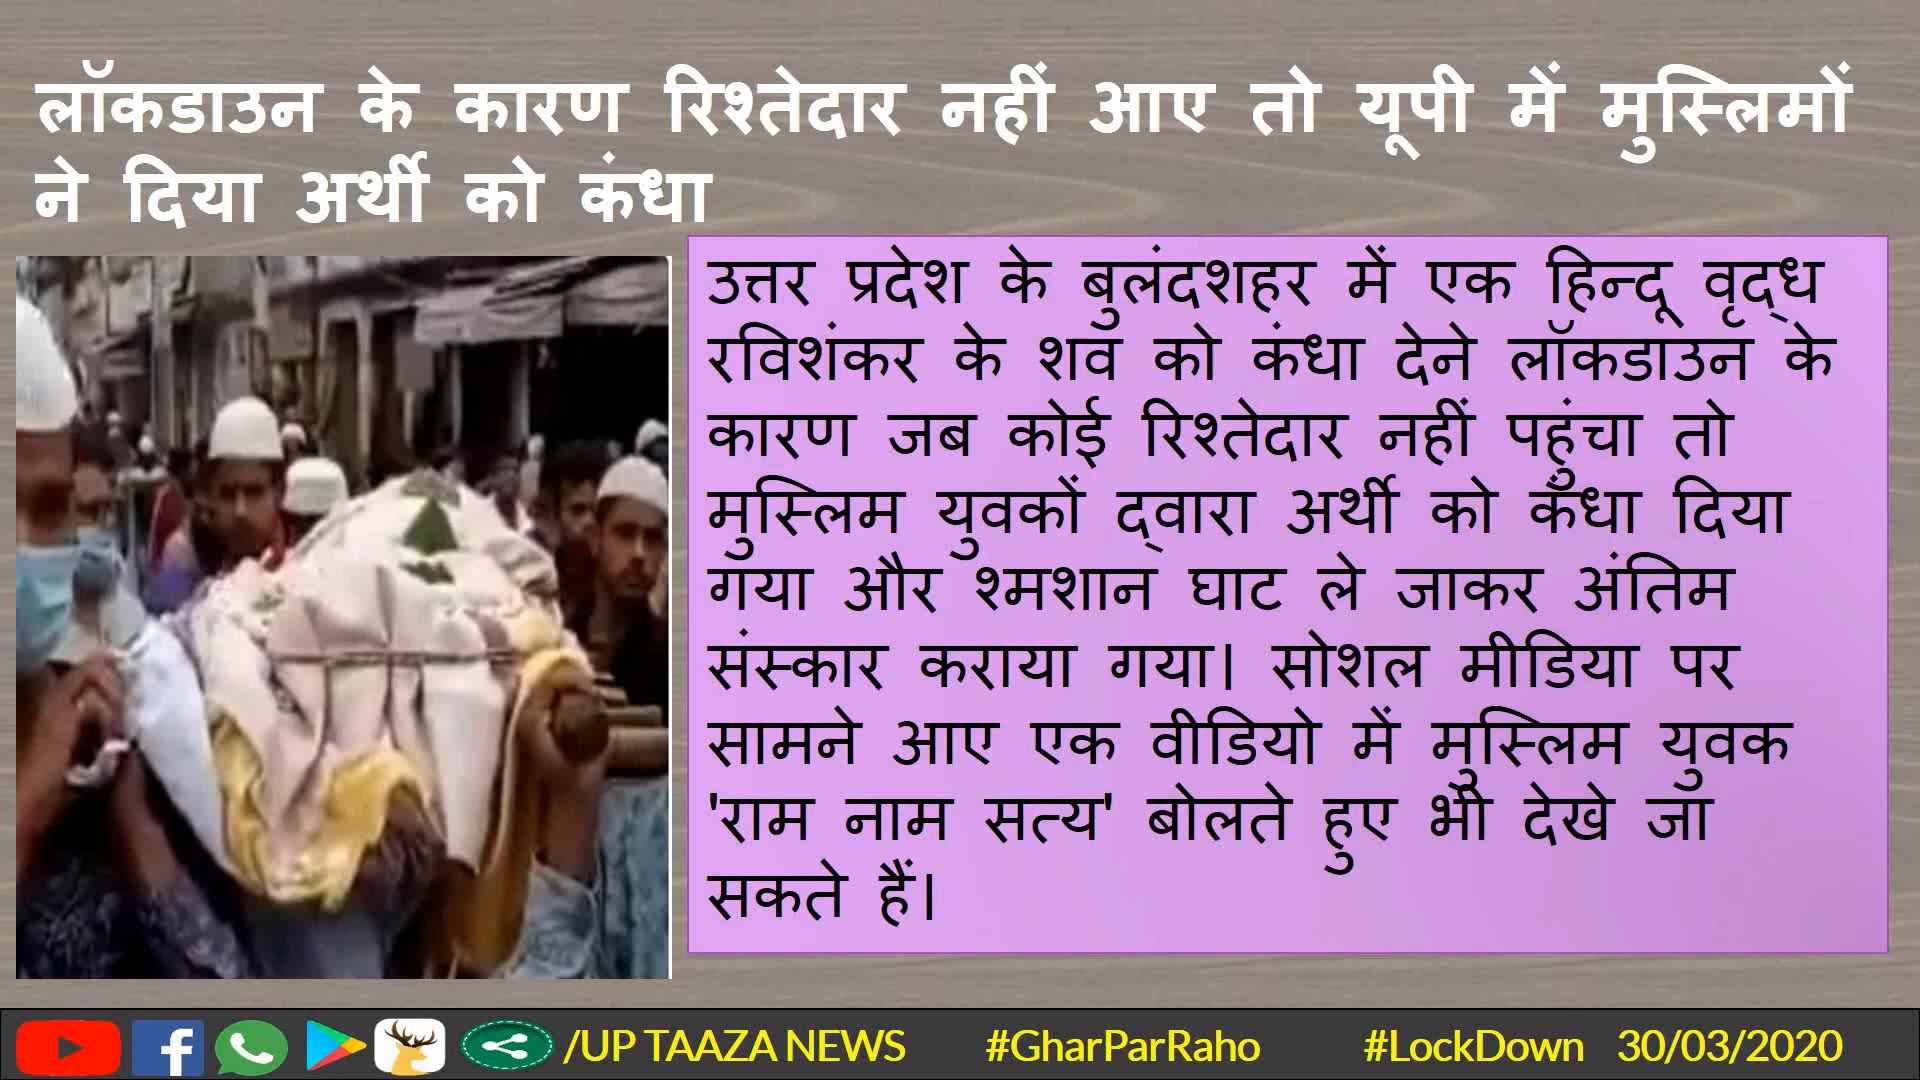 लॉकडाउन के कारण रिश्तेदार नहीं आए तो यूपी में मुस्लिमों
ने दिया अर्थी को कंधा
उत्तर प्रदेश के बुलंदशहर में एक हिन्दू वृद्ध
रविशंकर के शव को कंधा देने लॉकडाउन के
कारण जब कोई रिश्तेदार नहीं पहुंचा तो
मुस्लिम युवकों द्वारा अर्थी को कंधा दिया
गया और श्मशान घाट ले जाकर अंतिम
संस्कार कराया गया। सोशल मीडिया पर
सामने आए एक वीडियो में मुस्लिम युवक
'राम नाम सत्य' बोलते हुए भी देखे जा
सकते हैं।
/UP TAAZA NEWS #GharParRaho #LockDown 30/03/2020